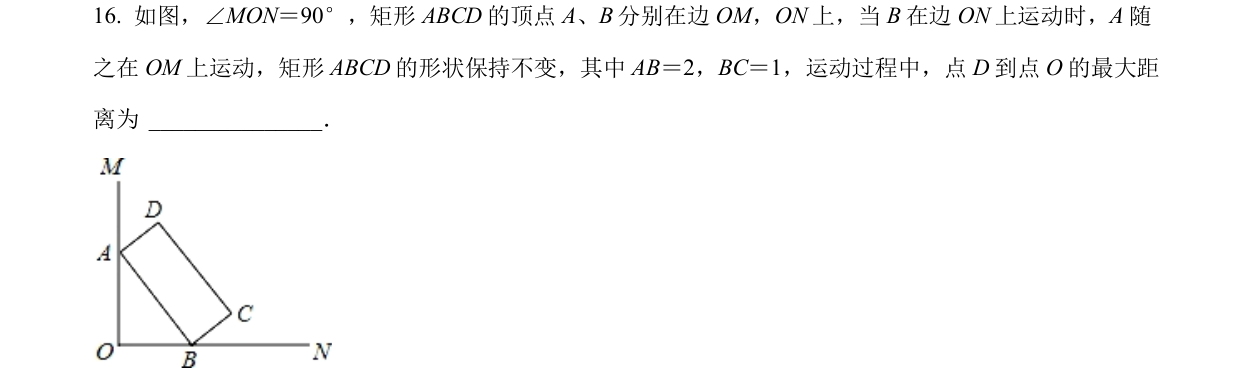 16. 如图，∠MON＝90°，矩形 ABCD 的顶点 A、B 分别在边 OM，ON 上，当 B 在边 ON 上运动时，A 随
之在 OM 上运动，矩形 ABCD 的形状保持不变，其中 AB＝2，BC＝1，运动过程中，点 D 到点 O 的最大距
离为 ______________．
M
D
A
C
O
B
N